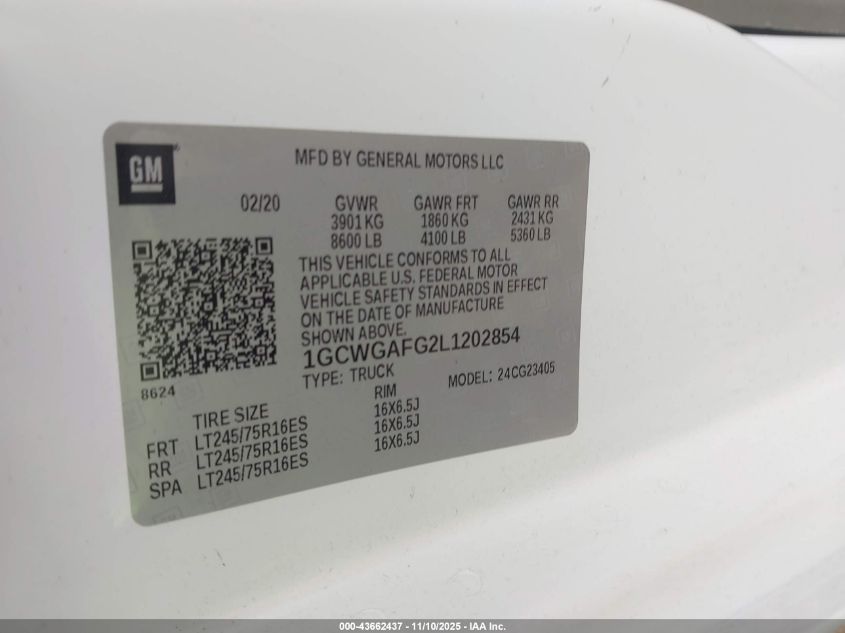 GM
MFD BY GENERAL MOTORS LLC
02/20 GVWR GAWR FRT GAWR RR
3901 KG 1860 KG 2431 KG
8600 LB 4100 LB 5360 LB
THIS VEHICLE CONFORMS TO ALL
APPLICABLE U.S. FEDERAL MOTOR
VEHICLE SAFETY STANDARDS IN EFFECT
ON THE DATE OF MANUFACTURE
SHOWN ABOVE.
1GCWGAFG2L1202854
8624
TYPE: TRUCK MODEL: 24CG23405
TIRE SIZE RIM
FRT LT245/75R16ES 16X6.5J
RR LT245/75R16ES 16X6.5J
SPA LT245/75R16ES 16X6.5J
000-43662437 - 11/10/2025 - IAA Inc.